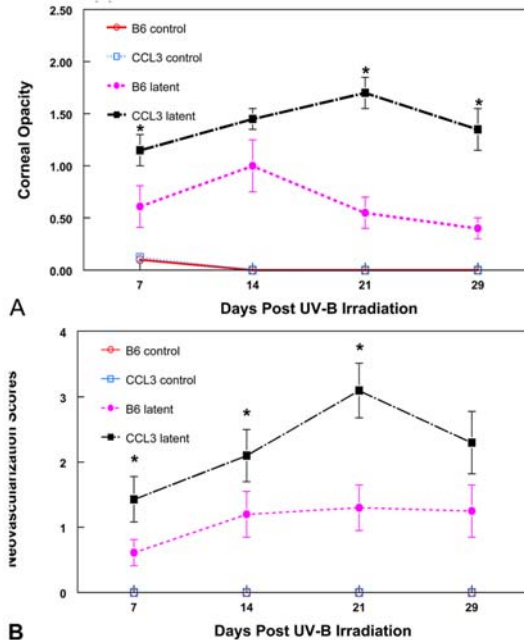 2.50
2.00
1.50
1.00
0.50
0.00
Corneal Opacity
B6 control
CCL3 control
B6 latent
CCL3 latent
*
*
*
7 14 21 29
Days Post UV-B Irradiation
A
4
3
2
1
0
Neovascularization Scores
B6 control
CCL3 control
B6 latent
CCL3 latent
*
*
*
7 14 21 29
Days Post UV-B Irradiation
B